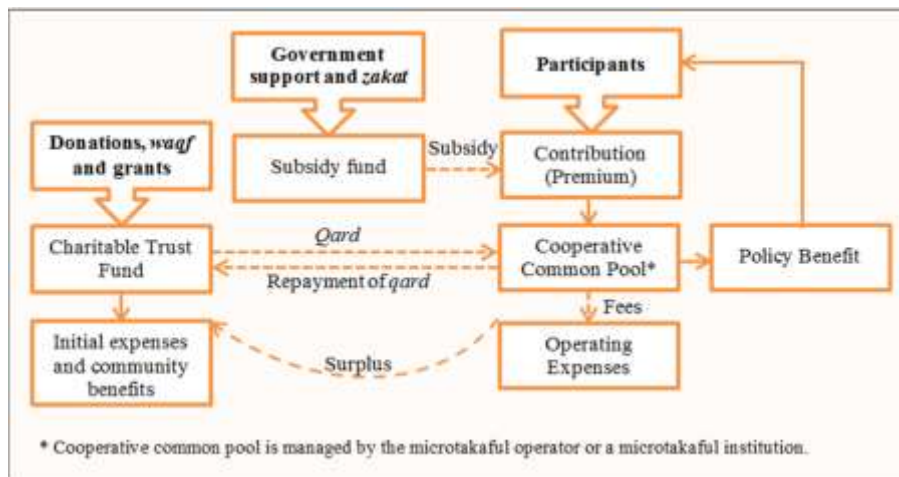 Government
support and zakat
Participants
Donations, waqf
and grants
Subsidy fund
Subsidy
Contribution
(Premium)
Charitable Trust
Fund
Qard
Repayment of qard
Cooperative
Common Pool*
Policy Benefit
Fees
Initial expenses
and community
benefits
Surplus
Operating
Expenses
* Cooperative common pool is managed by the microtakaful operator or a microtakaful institution.